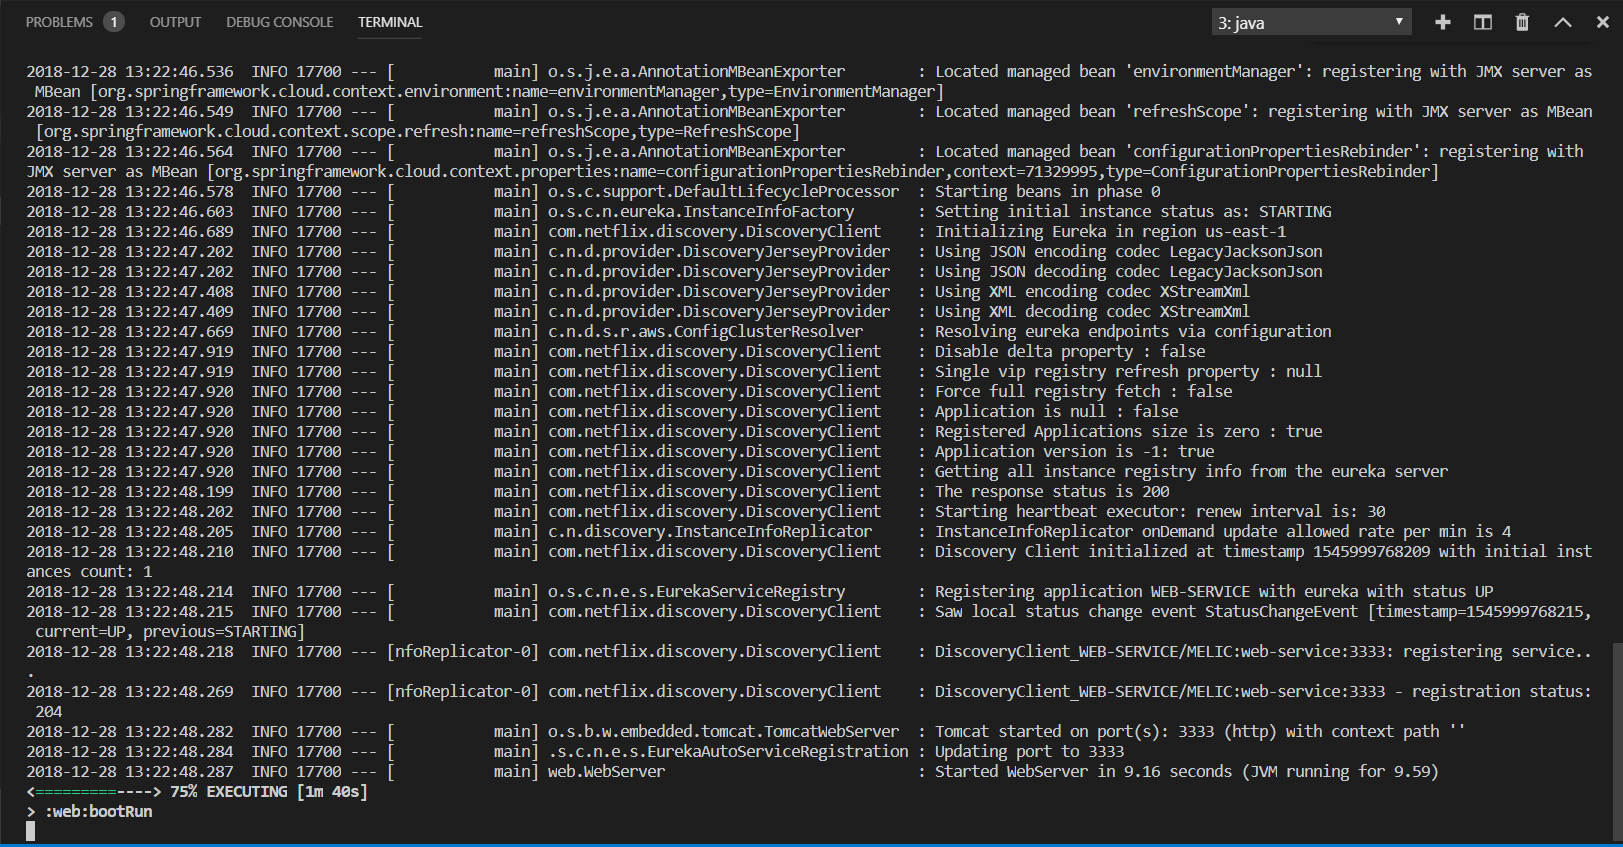 PROBLEMS 1 OUTPUT DEBUG CONSOLE TERMINAL 3: java
2018-12-28 13:22:46.536  INFO 17700 --- [           main] o.s.j.e.a.AnnotationMBeanExporter        : Located managed bean 'environmentManager': registering with JMX server as
 MBean [org.springframework.cloud.context.environment:name=environmentManager,type=EnvironmentManager]
2018-12-28 13:22:46.549  INFO 17700 --- [           main] o.s.j.e.a.AnnotationMBeanExporter        : Located managed bean 'refreshScope': registering with JMX server as MBean
 [org.springframework.cloud.context.scope.refresh:name=refreshScope,type=RefreshScope]
2018-12-28 13:22:46.564  INFO 17700 --- [           main] o.s.j.e.a.AnnotationMBeanExporter        : Located managed bean 'configurationPropertiesRebinder': registering with
JMX server as MBean [org.springframework.cloud.context.properties:name=configurationPropertiesRebinder,context=71329995,type=ConfigurationPropertiesRebinder]
2018-12-28 13:22:46.578  INFO 17700 --- [           main] o.s.c.support.DefaultLifecycleProcessor  : Starting beans in phase 0
2018-12-28 13:22:46.603  INFO 17700 --- [           main] o.s.c.n.eureka.InstanceInfoFactory       : Setting initial instance status as: STARTING
2018-12-28 13:22:46.689  INFO 17700 --- [           main] com.netflix.discovery.DiscoveryClient    : Initializing Eureka in region us-east-1
2018-12-28 13:22:47.202  INFO 17700 --- [           main] c.n.d.provider.DiscoveryJerseyProvider   : Using JSON encoding codec LegacyJacksonJson
2018-12-28 13:22:47.202  INFO 17700 --- [           main] c.n.d.provider.DiscoveryJerseyProvider   : Using JSON decoding codec LegacyJacksonJson
2018-12-28 13:22:47.408  INFO 17700 --- [           main] c.n.d.provider.DiscoveryJerseyProvider   : Using XML encoding codec XStreamXml
2018-12-28 13:22:47.409  INFO 17700 --- [           main] c.n.d.provider.DiscoveryJerseyProvider   : Using XML decoding codec XStreamXml
2018-12-28 13:22:47.669  INFO 17700 --- [           main] c.n.d.s.r.aws.ConfigClusterResolver      : Resolving eureka endpoints via configuration
2018-12-28 13:22:47.919  INFO 17700 --- [           main] com.netflix.discovery.DiscoveryClient    : Disable delta property : false
2018-12-28 13:22:47.919  INFO 17700 --- [           main] com.netflix.discovery.DiscoveryClient    : Single vip registry refresh property : null
2018-12-28 13:22:47.920  INFO 17700 --- [           main] com.netflix.discovery.DiscoveryClient    : Force full registry fetch : false
2018-12-28 13:22:47.920  INFO 17700 --- [           main] com.netflix.discovery.DiscoveryClient    : Application is null : false
2018-12-28 13:22:47.920  INFO 17700 --- [           main] com.netflix.discovery.DiscoveryClient    : Registered Applications size is zero : true
2018-12-28 13:22:47.920  INFO 17700 --- [           main] com.netflix.discovery.DiscoveryClient    : Application version is -1: true
2018-12-28 13:22:47.920  INFO 17700 --- [           main] com.netflix.discovery.DiscoveryClient    : Getting all instance registry info from the eureka server
2018-12-28 13:22:48.199  INFO 17700 --- [           main] com.netflix.discovery.DiscoveryClient    : The response status is 200
2018-12-28 13:22:48.202  INFO 17700 --- [           main] com.netflix.discovery.DiscoveryClient    : Starting heartbeat executor: renew interval is: 30
2018-12-28 13:22:48.205  INFO 17700 --- [           main] c.n.discovery.InstanceInfoReplicator     : InstanceInfoReplicator onDemand update allowed rate per min is 4
2018-12-28 13:22:48.210  INFO 17700 --- [           main] com.netflix.discovery.DiscoveryClient    : Discovery Client initialized at timestamp 1545999768209 with initial inst
ances count: 1
2018-12-28 13:22:48.214  INFO 17700 --- [           main] o.s.c.n.e.s.EurekaServiceRegistry        : Registering application WEB-SERVICE with eureka with status UP
2018-12-28 13:22:48.215  INFO 17700 --- [           main] com.netflix.discovery.DiscoveryClient    : Saw local status change event StatusChangeEvent [timestamp=1545999768215,
 current=UP, previous=STARTING]
2018-12-28 13:22:48.218  INFO 17700 --- [nfoReplicator-0] com.netflix.discovery.DiscoveryClient    : DiscoveryClient_WEB-SERVICE/MELIC:web-service:3333: registering service..
.
2018-12-28 13:22:48.269  INFO 17700 --- [nfoReplicator-0] com.netflix.discovery.DiscoveryClient    : DiscoveryClient_WEB-SERVICE/MELIC:web-service:3333 - registration status:
 204
2018-12-28 13:22:48.282  INFO 17700 --- [           main] o.s.b.w.embedded.tomcat.TomcatWebServer  : Tomcat started on port(s): 3333 (http) with context path ''
2018-12-28 13:22:48.284  INFO 17700 --- [           main] .s.c.n.e.s.EurekaAutoServiceRegistration : Updating port to 3333
2018-12-28 13:22:48.287  INFO 17700 --- [           main] web.WebServer                            : Started WebServer in 9.16 seconds (JVM running for 9.59)
<=========----> 75% EXECUTING [1m 40s]
> :web:bootRun